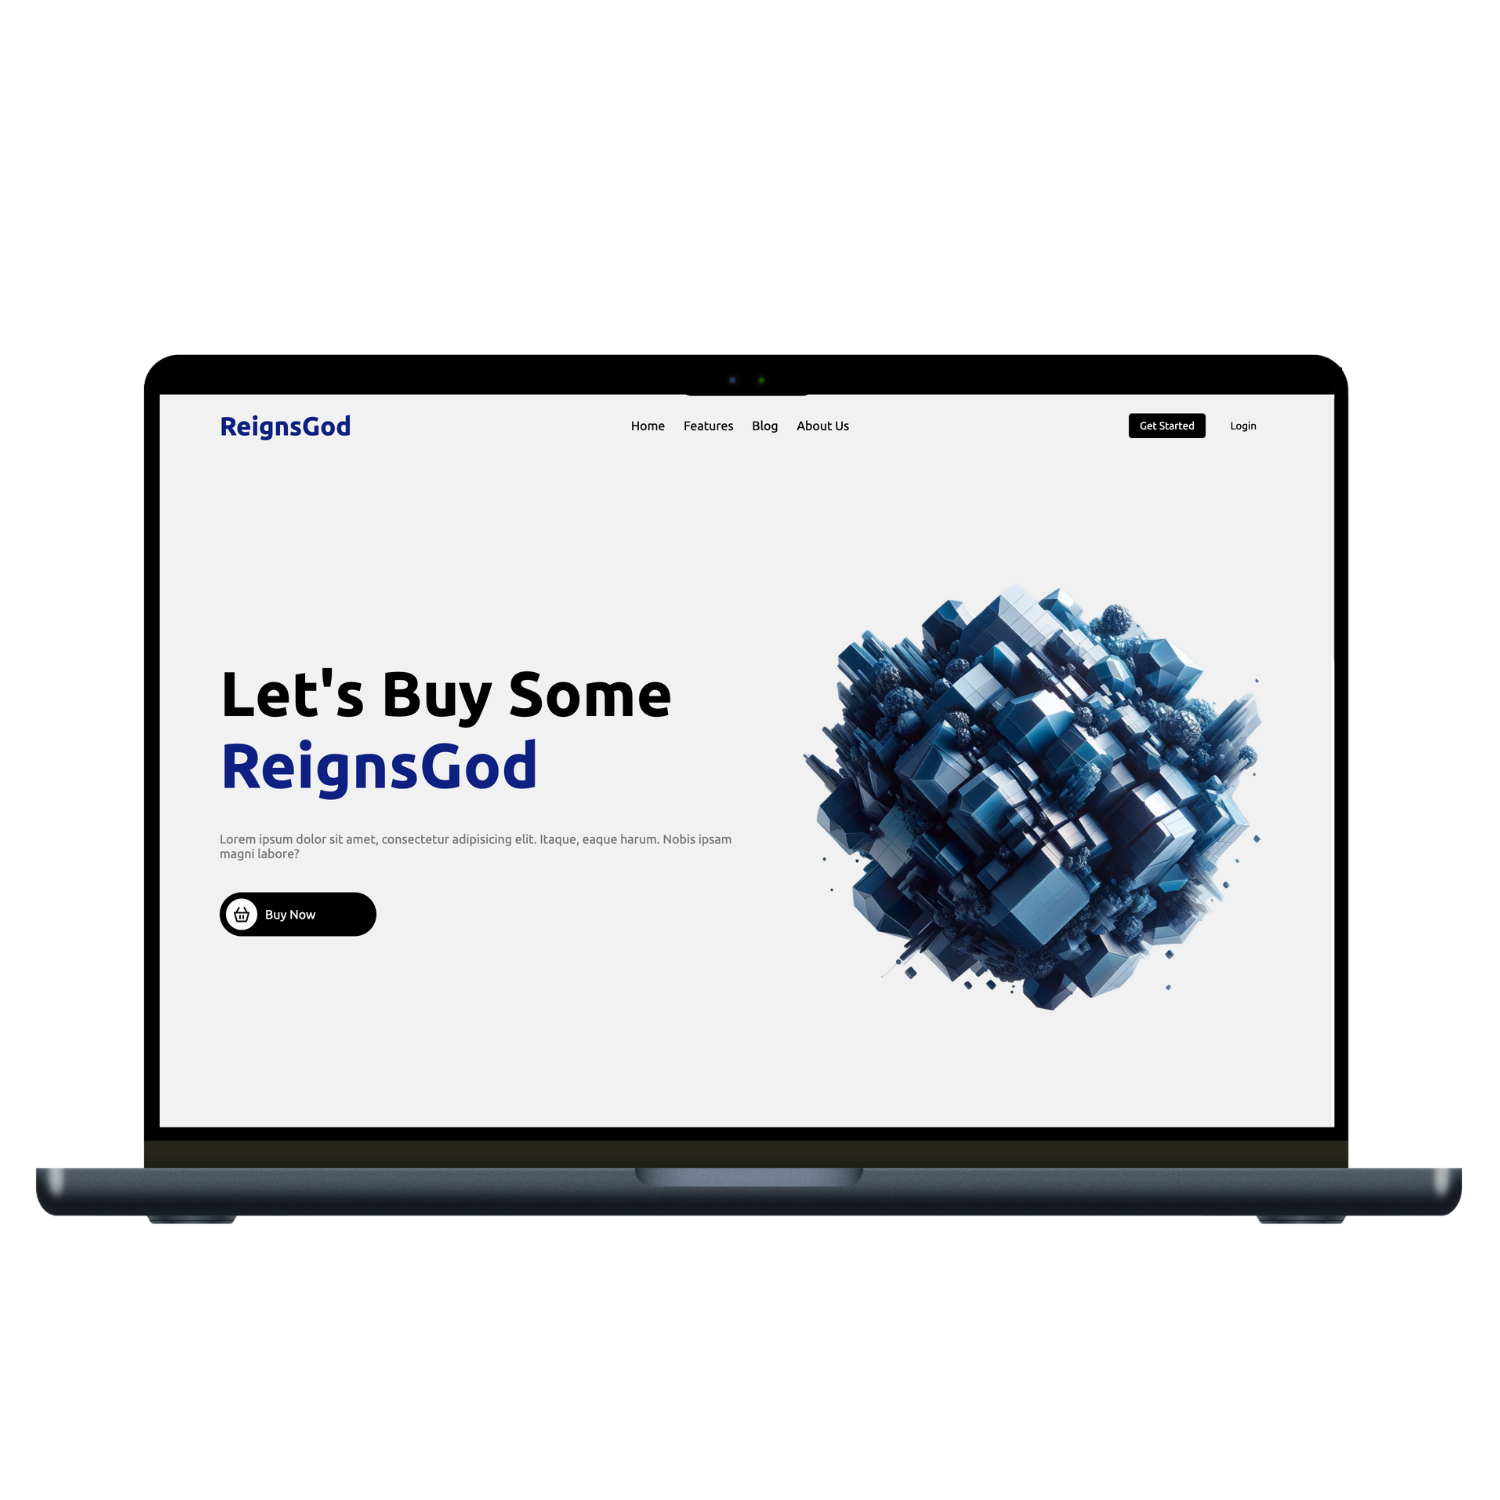 ReignsGod
Home Features Blog About Us
Get Started
Login
Let's Buy Some
ReignsGod
Lorem ipsum dolor sit amet, consectetur adipisicing elit. Itaque, eaque harum. Nobis ipsam
magni labore?
Buy Now